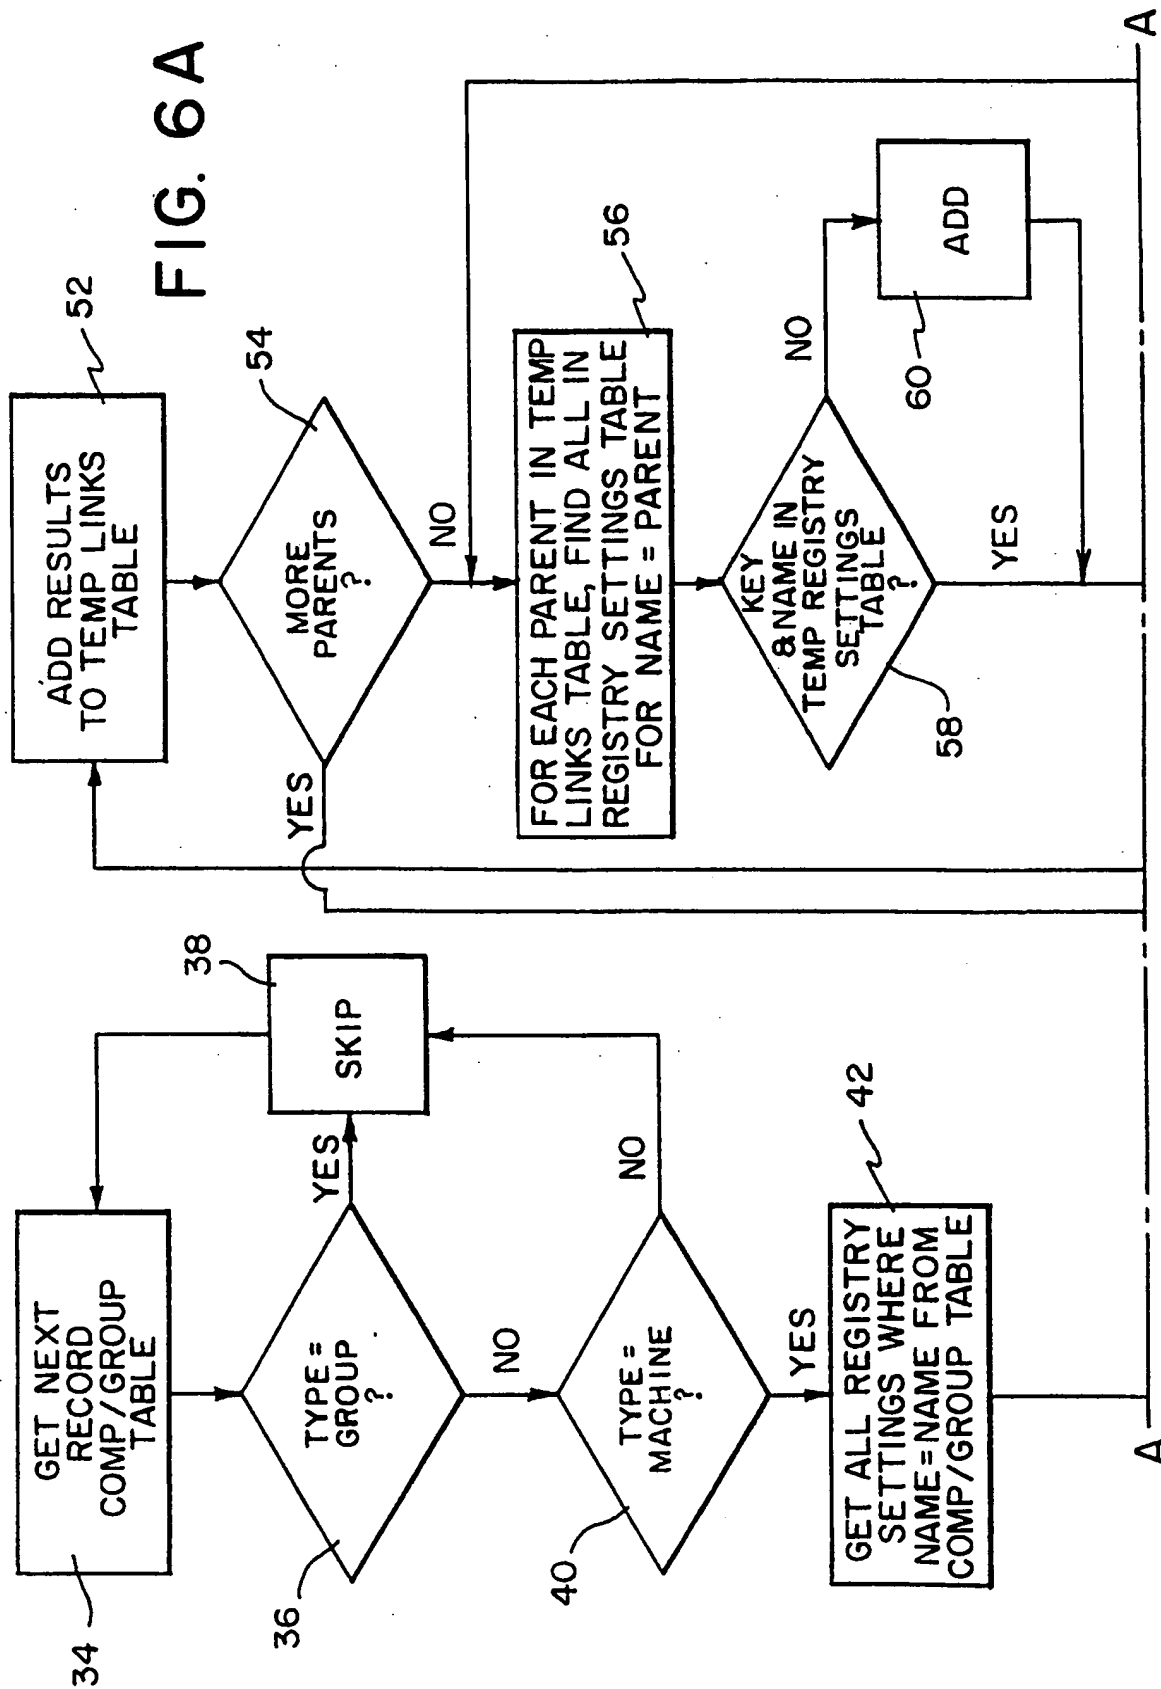 FIG. 6A
34
GET NEXT
RECORD
COMP/GROUP
TABLE
36
TYPE=
GROUP
?
YES
38
SKIP
NO
40
TYPE=
MACHINE
?
NO
YES
42
GET ALL REGISTRY
SETTINGS WHERE
NAME=NAME FROM
COMP/GROUP TABLE
A
52
ADD RESULTS
TO TEMP LINKS
TABLE
54
MORE
PARENTS
?
YES
NO
56
FOR EACH PARENT IN TEMP
LINKS TABLE, FIND ALL IN
REGISTRY SETTINGS TABLE
FOR NAME = PARENT
58
KEY
& NAME IN
TEMP REGISTRY
SETTINGS
TABLE
?
NO
60
ADD
YES
A